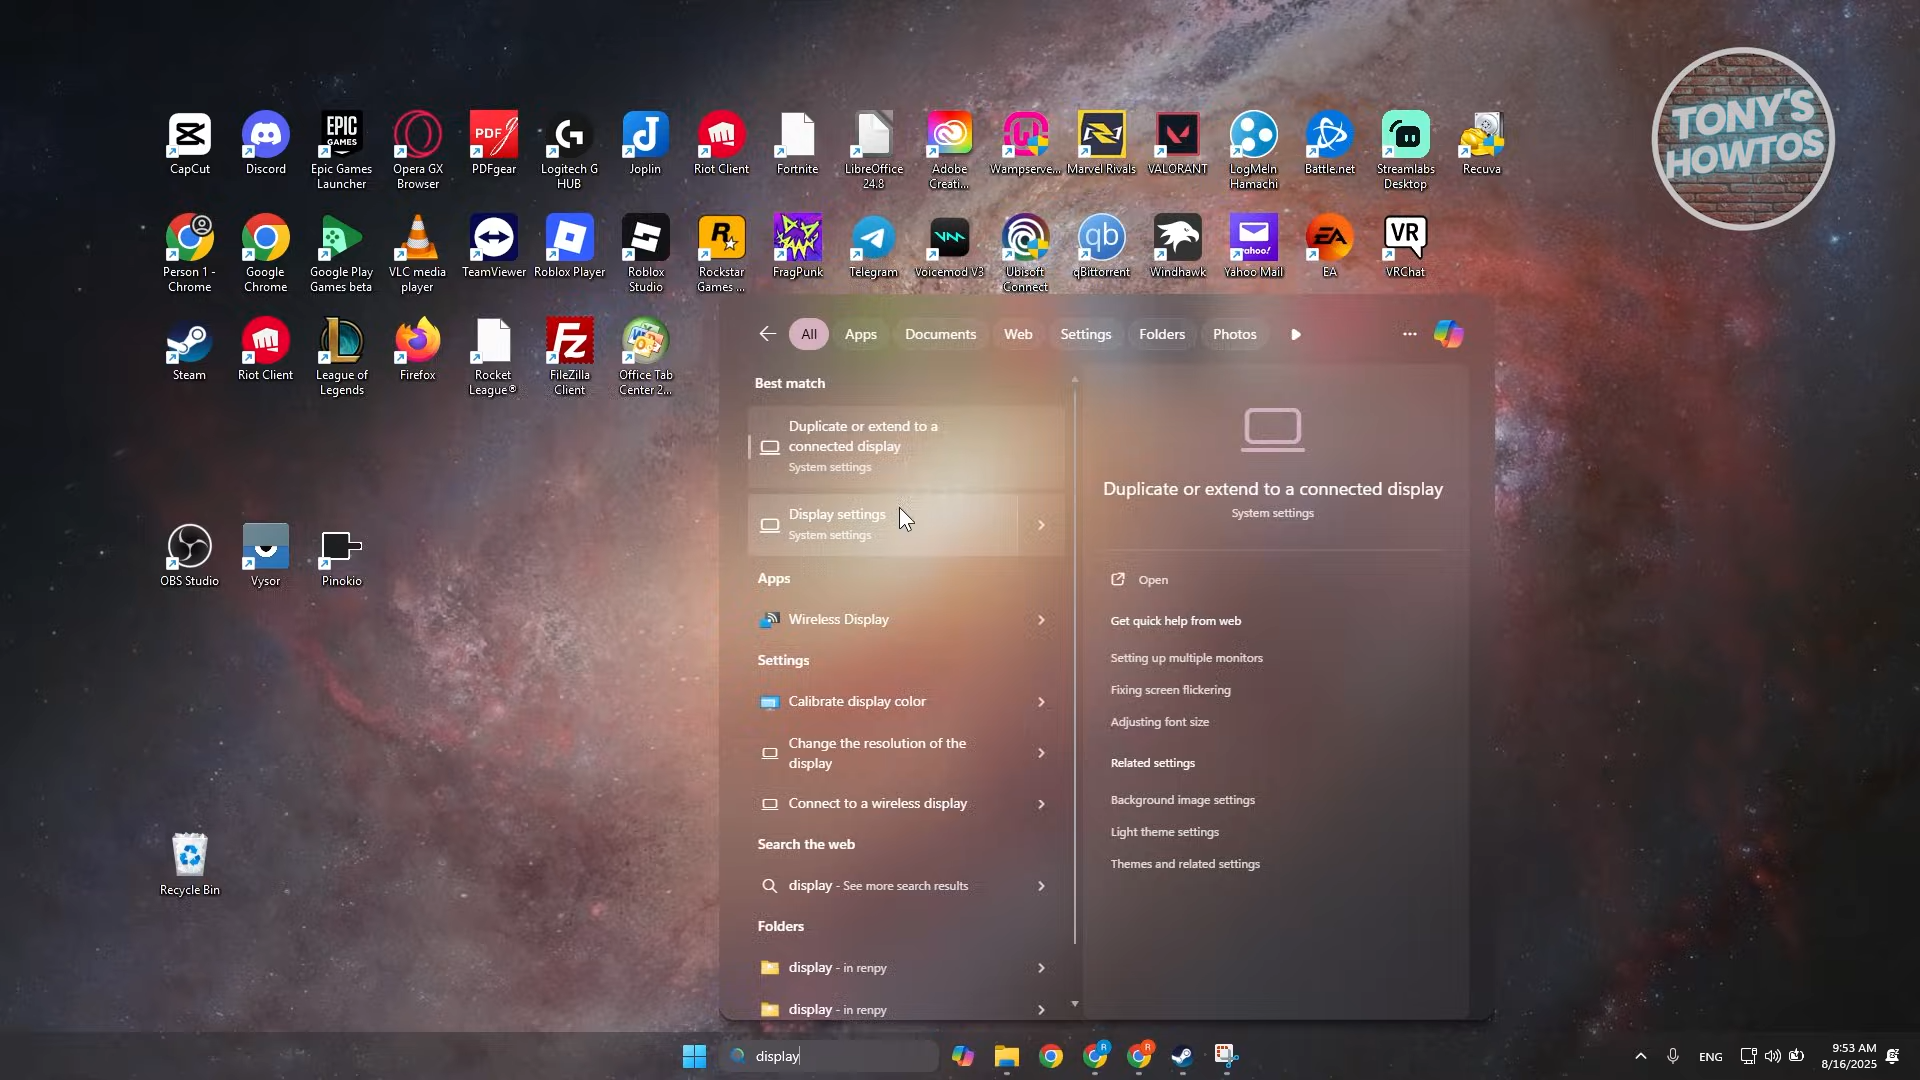 TONY'S
HOWTOS
CapCut
Discord
EPIC
GAMES
Epic Games
Launcher
Opera GX
Browser
PDF
PDFgear
Logitech G
HUB
Joplin
Riot Client
Fortnite
LibreOffice
24.8
Adobe
Creati...
Wampserve...
Marvel Rivals
VALORANT
LogMeIn
Hamachi
Battle.net
Streamlabs
Desktop
Recuva
Person 1 -
Chrome
Google
Chrome
Google Play
Games beta
VLC media
player
TeamViewer
Roblox Player
Roblox
Studio
Rockstar
Games ...
FragPunk
Telegram
Voicemod V3
Ubisoft
Connect
qb
qBittorrent
Windhawk
yahoo!
Yahoo Mail
EA
EA
VR
VRChat
Steam
Riot Client
League of
Legends
Firefox
Rocket
League®
Fz
FileZilla
Client
Office Tab
Center 2...
OBS Studio
Vysor
Pinokio
Recycle Bin
All
Apps
Documents
Web
Settings
Folders
Photos
Best match
Duplicate or extend to a
connected display
System settings
Display settings
System settings
Apps
Wireless Display
Settings
Calibrate display color
Change the resolution of the
display
Connect to a wireless display
Search the web
display - See more search results
Folders
display - in renpy
display - in renpy
Duplicate or extend to a connected display
System settings
Open
Get quick help from web
Setting up multiple monitors
Fixing screen flickering
Adjusting font size
Related settings
Background image settings
Light theme settings
Themes and related settings
display
R
R
ENG
9:53 AM
8/16/2025